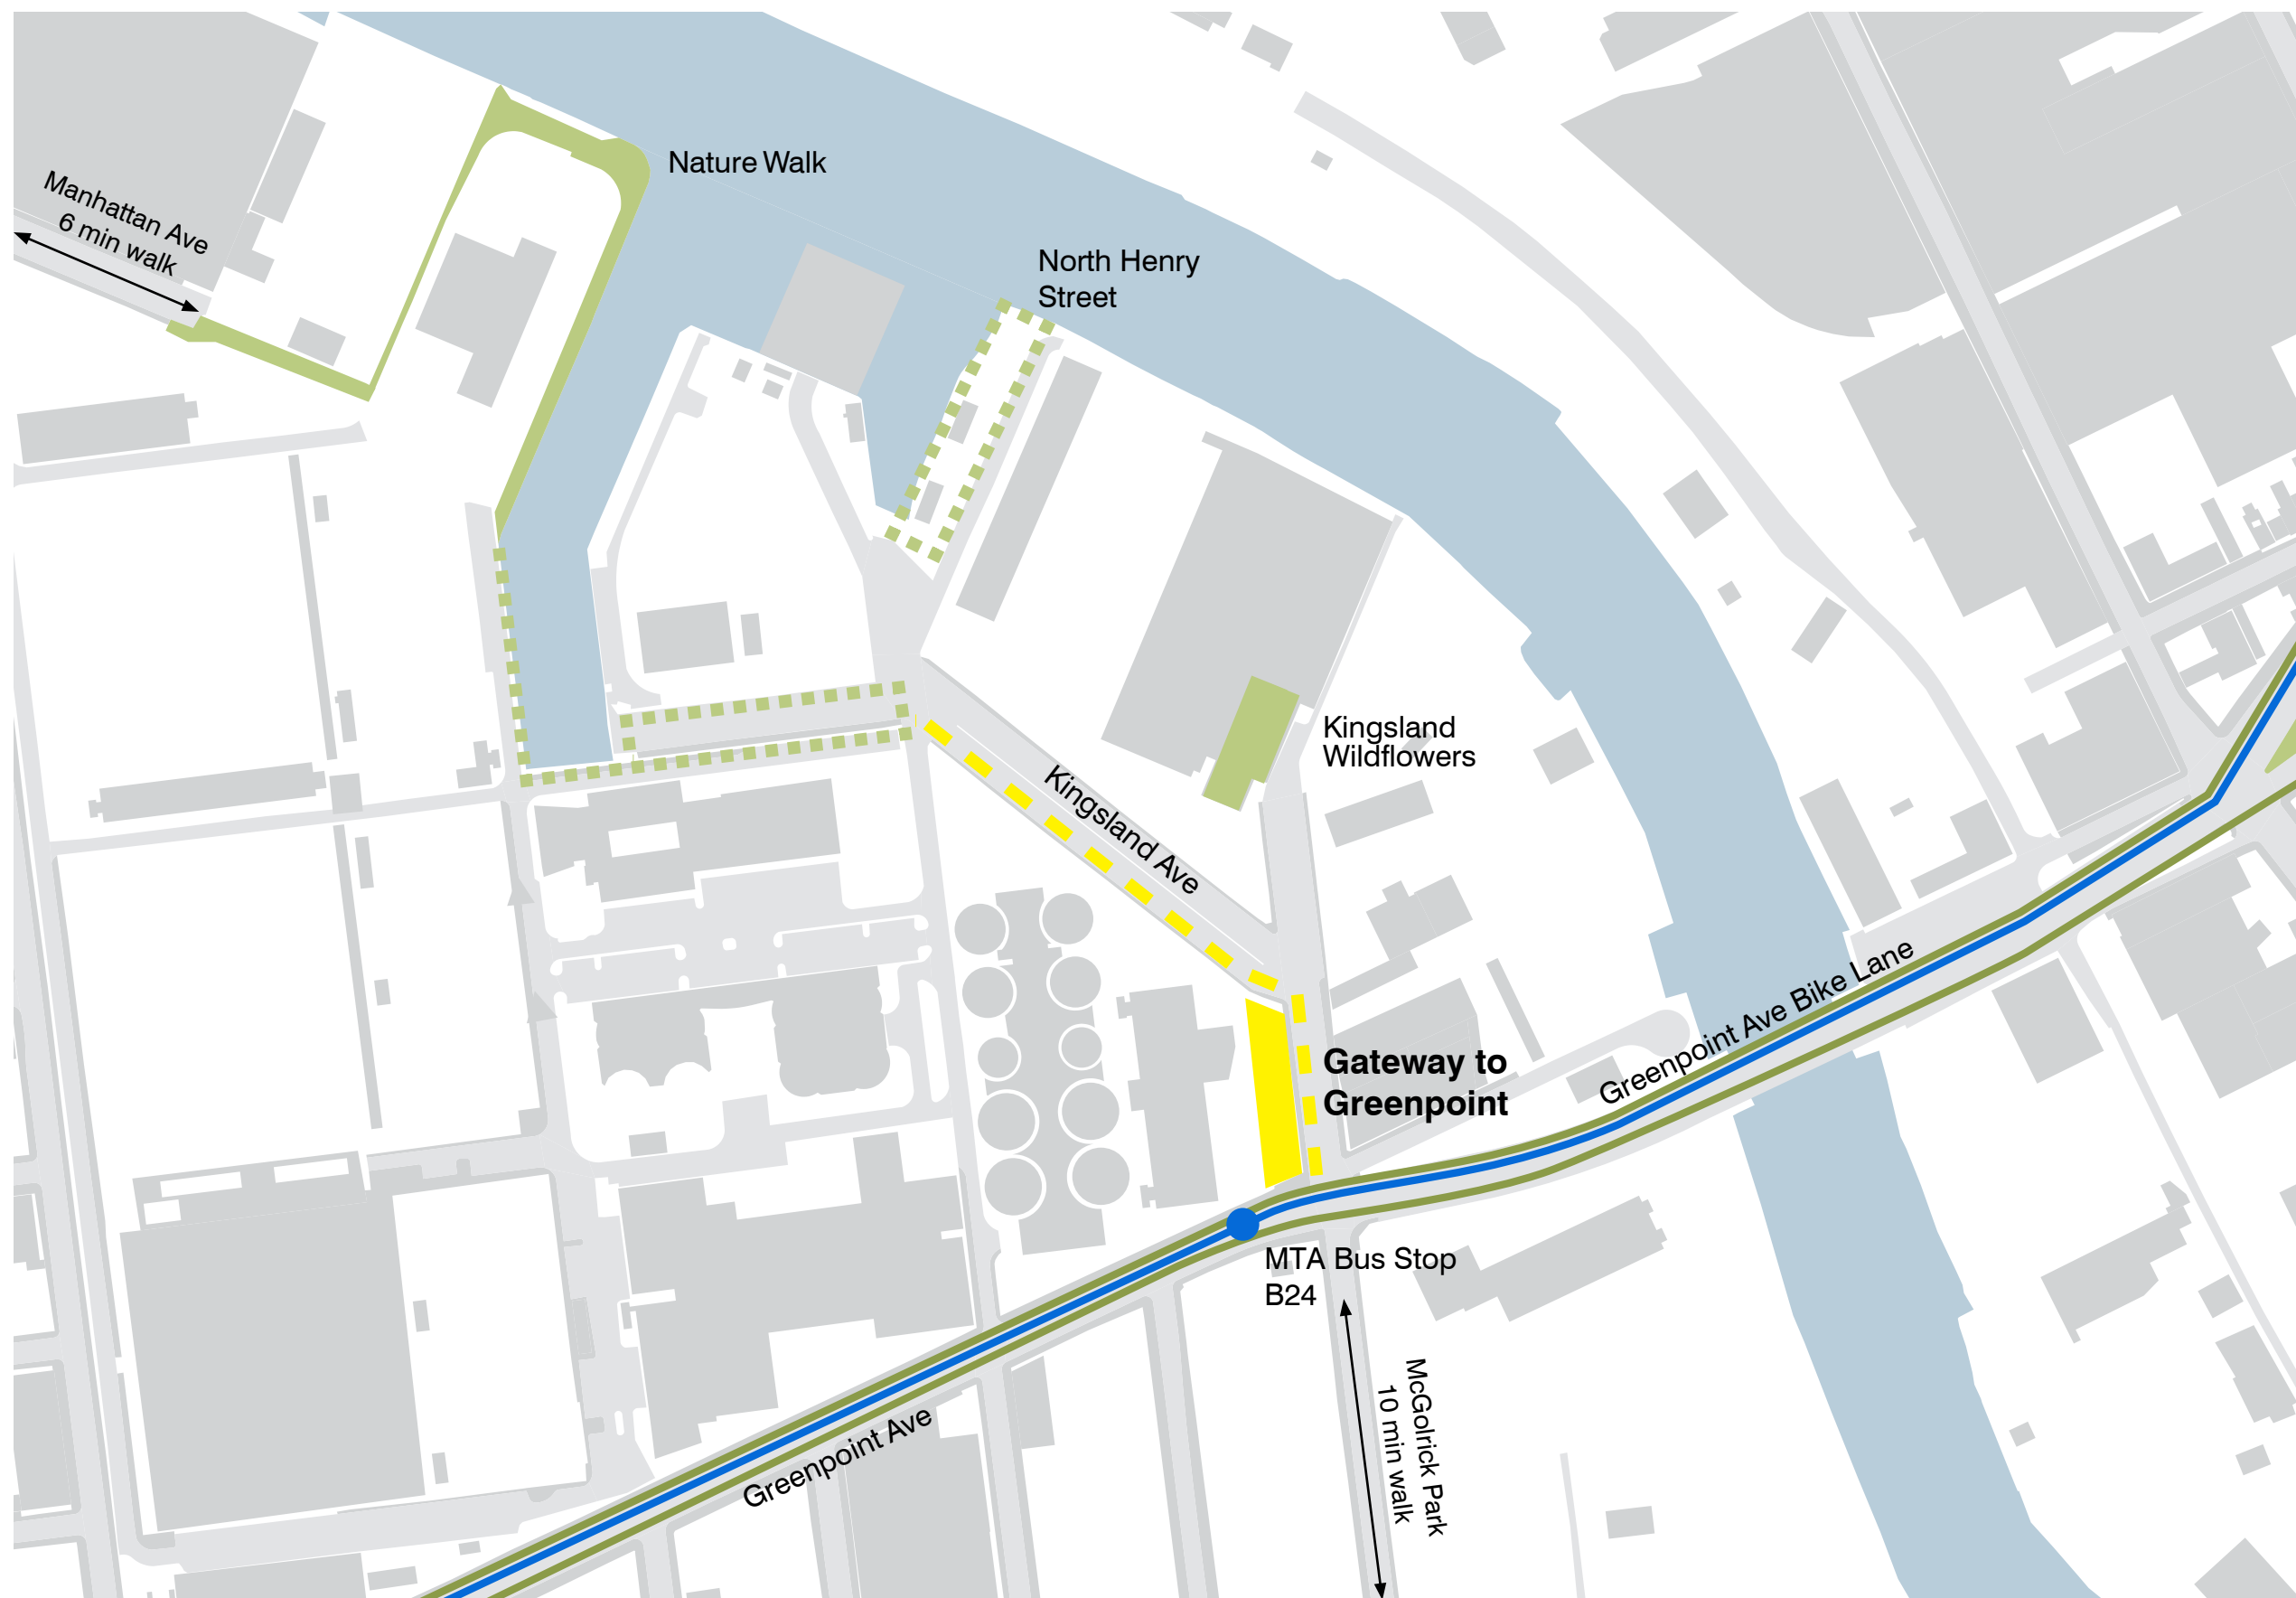 Nature Walk
Manhattan Ave
6 min walk
North Henry
Street
Kingsland
Wildflowers
Kingsland Ave
Greenpoint Ave Bike Lane
Gateway to
Greenpoint
MTA Bus Stop
B24
McGolrick Park
10 min walk
Greenpoint Ave